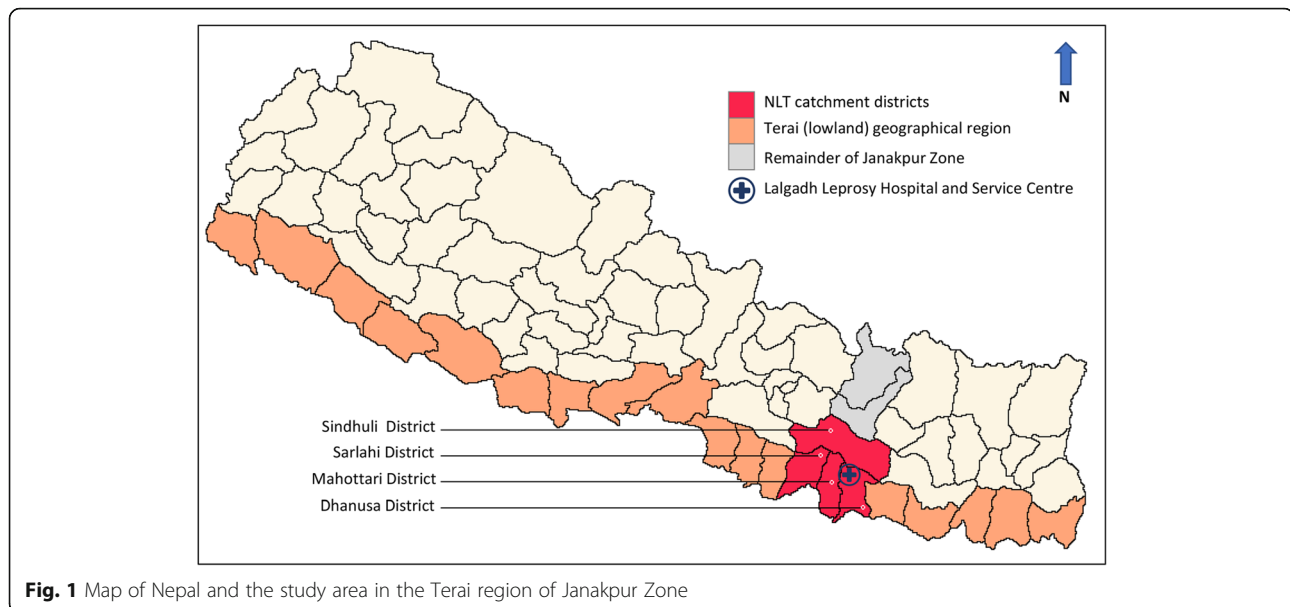 N
NLT catchment districts
Terai (lowland) geographical region
Remainder of Janakpur Zone
Lalgadh Leprosy Hospital and Service Centre
Sindhuli District
Sarlahi District
Mahottari District
Dhanusa District
Fig. 1 Map of Nepal and the study area in the Terai region of Janakpur Zone